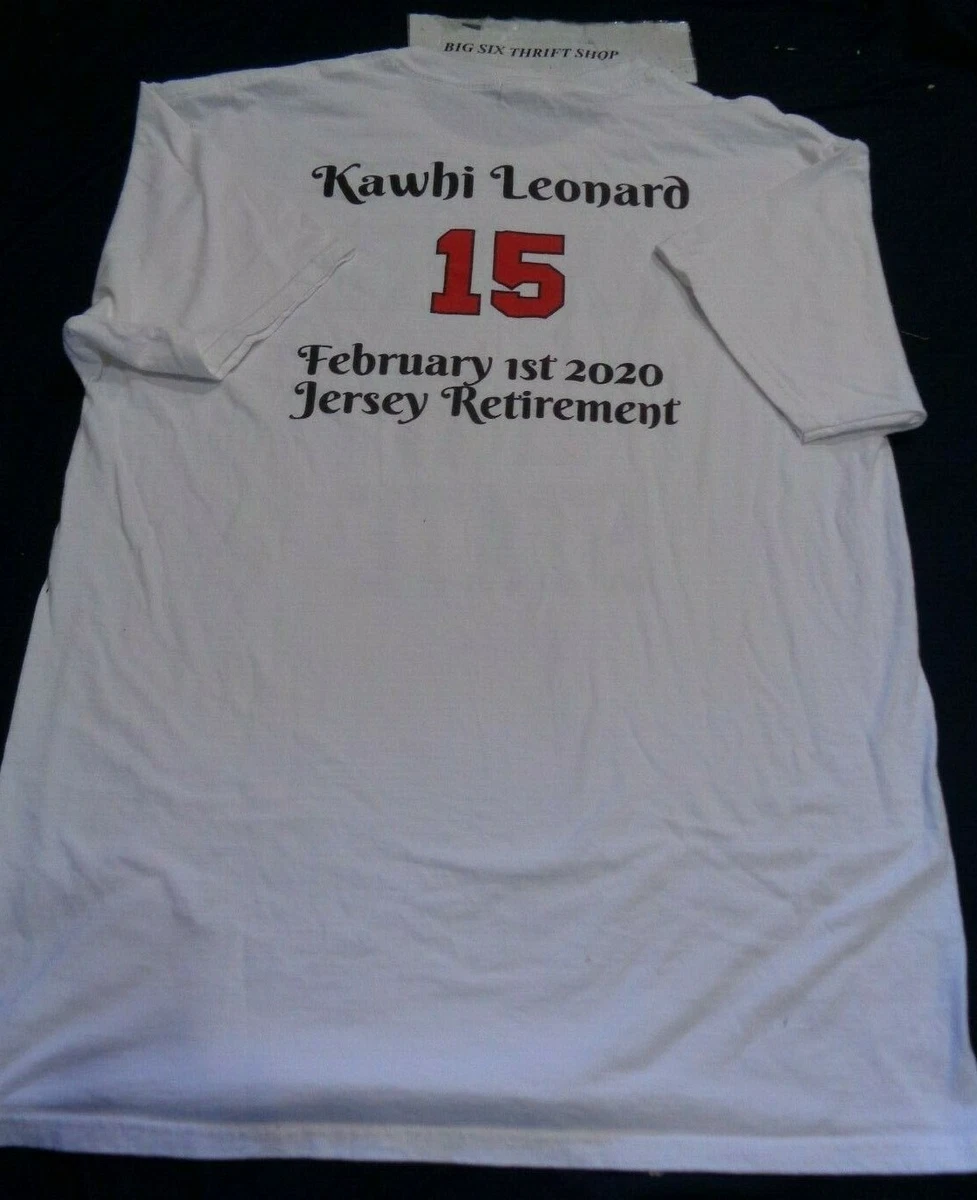 BIG SIX THRIFT SHOP
Kawhi Leonard
15
February 1st 2020
Jersey Retirement